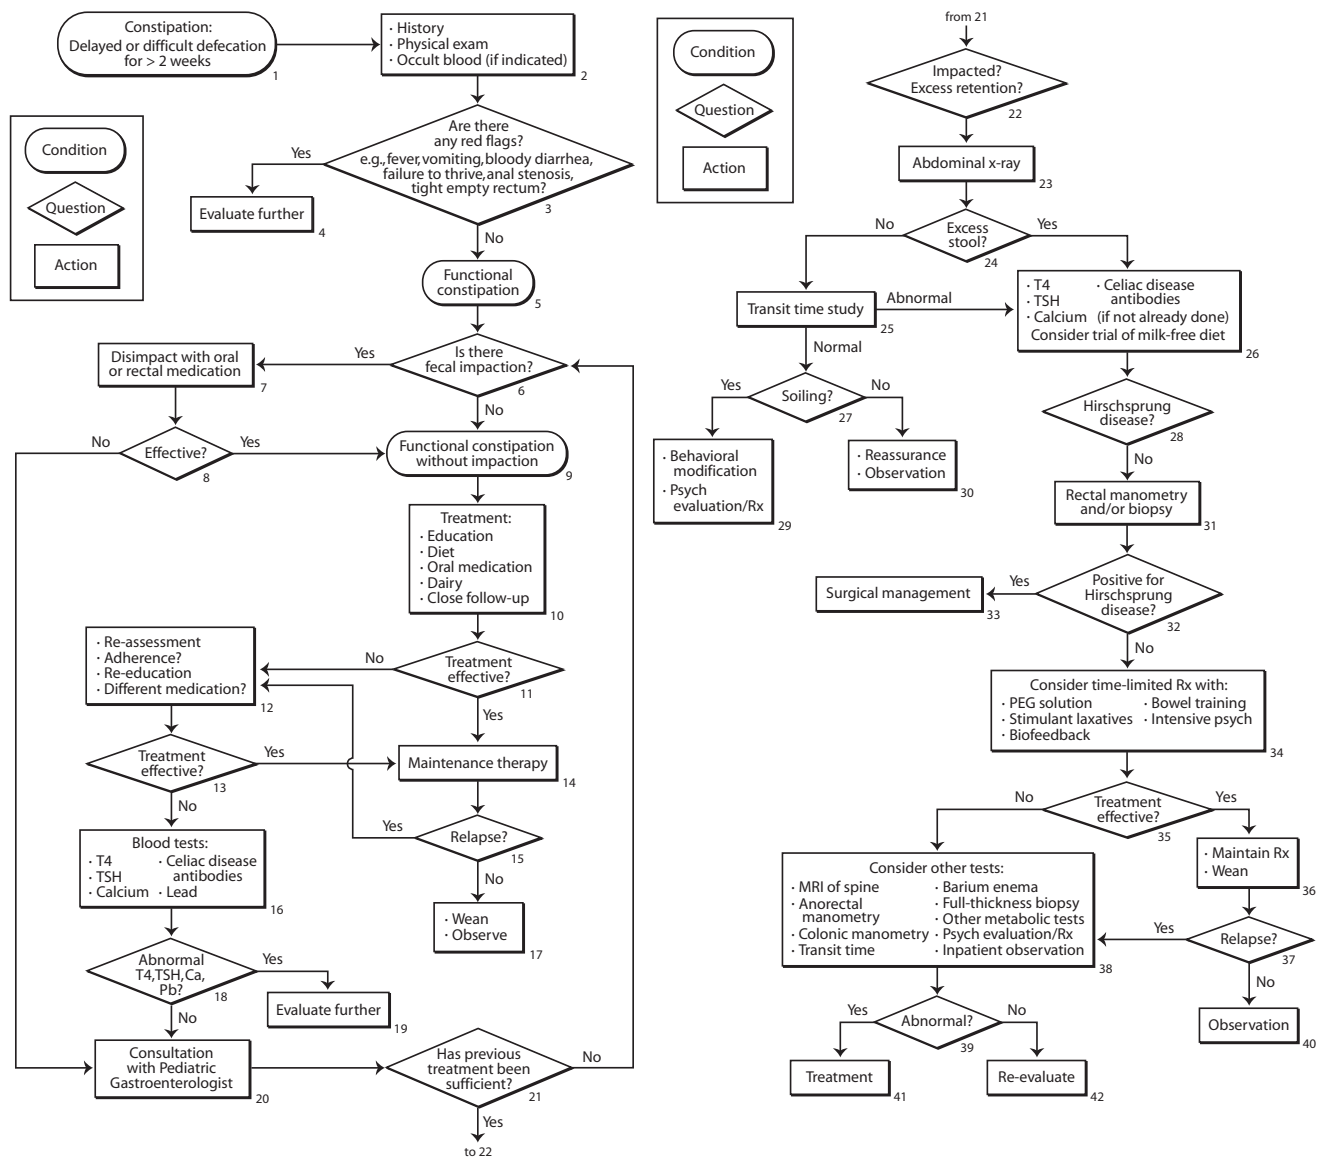 Constipation:
Delayed or difficult defecation
for > 2 weeks
1
· History
· Physical exam
· Occult blood (if indicated)
2
Condition
Question
Action
Are there
any red flags?
e.g., fever, vomiting, bloody diarrhea,
failure to thrive, anal stenosis,
tight empty rectum?
3
Yes
Evaluate further
4
No
Functional
constipation
5
Is there
fecal impaction?
6
Yes
Disimpact with oral
or rectal medication
7
No
Effective?
8
No
Yes
Functional constipation
without impaction
9
Treatment:
· Education
· Diet
· Oral medication
· Dairy
· Close follow-up
10
Treatment
effective?
11
No
Yes
· Re-assessment
· Adherence?
· Re-education
· Different medication?
12
Treatment
effective?
13
Yes
No
Maintenance therapy
14
Relapse?
15
Yes
No
Blood tests:
· T4
· TSH
· Calcium
· Celiac disease
antibodies
· Lead
16
· Wean
· Observe
17
Abnormal
T4, TSH, Ca,
Pb?
18
Yes
No
Evaluate further
19
Consultation
with Pediatric
Gastroenterologist
20
Has previous
treatment been
sufficient?
21
No
Yes
to 22
Condition
Question
Action
from 21
Impacted?
Excess retention?
22
Abdominal x-ray
23
Excess
stool?
24
No
Yes
Transit time study
25
Abnormal
Normal
· T4
· TSH
· Calcium
· Celiac disease
antibodies
(if not already done)
Consider trial of milk-free diet
26
Soiling?
27
Yes
No
Hirschsprung
disease?
28
No
· Behavioral
modification
· Psych
evaluation/Rx
29
· Reassurance
· Observation
30
Rectal manometry
and/or biopsy
31
Positive for
Hirschsprung
disease?
32
Yes
No
Surgical management
33
Consider time-limited Rx with:
· PEG solution
· Stimulant laxatives
· Biofeedback
· Bowel training
· Intensive psych
34
Treatment
effective?
35
No
Yes
· Maintain Rx
· Wean
36
Relapse?
37
Yes
No
Consider other tests:
· MRI of spine
· Anorectal
manometry
· Colonic manometry
· Transit time
· Barium enema
· Full-thickness biopsy
· Other metabolic tests
· Psych evaluation/Rx
· Inpatient observation
38
Abnormal?
39
Yes
No
Observation
40
Treatment
41
Re-evaluate
42